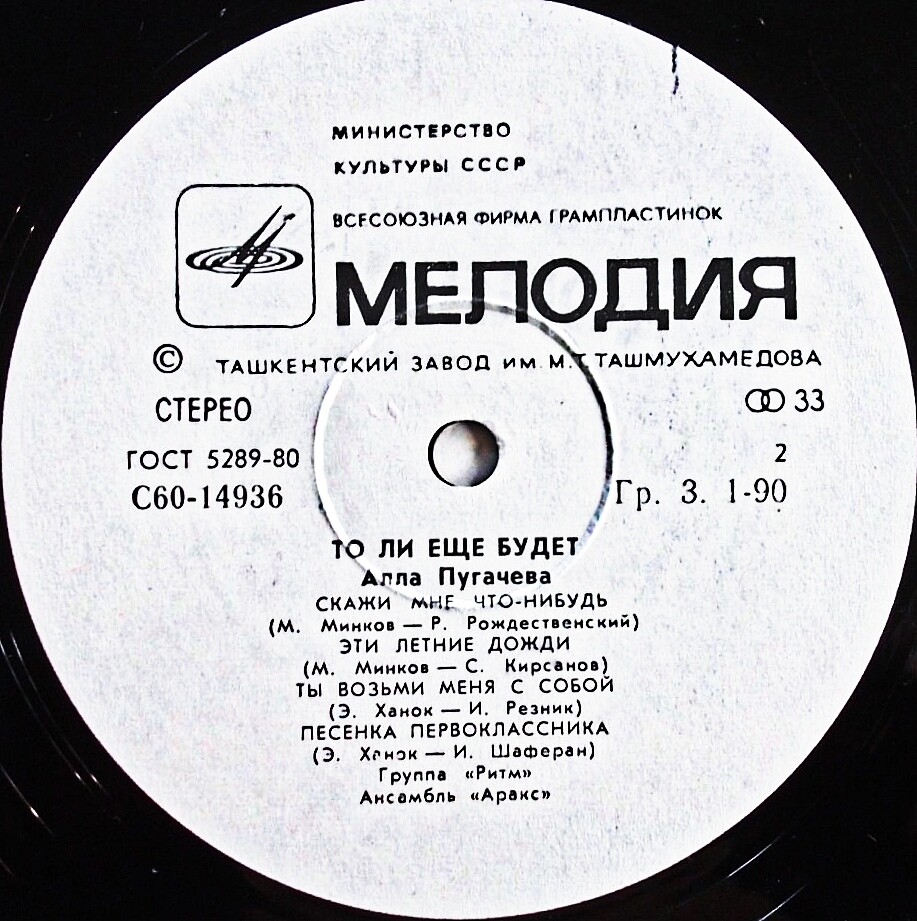 МИНИСТЕРСТВО
КУЛЬТУРЫ СССР
ВСЕСОЮЗНАЯ ФИРМА ГРАМПЛАСТИНОК
МЕЛОДИЯ
© ТАШКЕНТСКИЙ ЗАВОД ИМ. М.Т. ТАШМУХАМЕДОВА
СТЕРЕО
33
ГОСТ 5289-80
2
С60-14936
Гр. 3. 1-90
ТО ЛИ ЕЩЕ БУДЕТ
Алла Пугачева
СКАЖИ МНЕ ЧТО-НИБУДЬ
(М. Минков — Р. Рождественский)
ЭТИ ЛЕТНИЕ ДОЖДИ
(М. Минков — С. Кирсанов)
ТЫ ВОЗЬМИ МЕНЯ С СОБОЙ
(Э. Ханок — И. Резник)
ПЕСЕНКА ПЕРВОКЛАССНИКА
(Э. Ханок — И. Шаферан)
Группа «Ритм»
Ансамбль «Аракс»